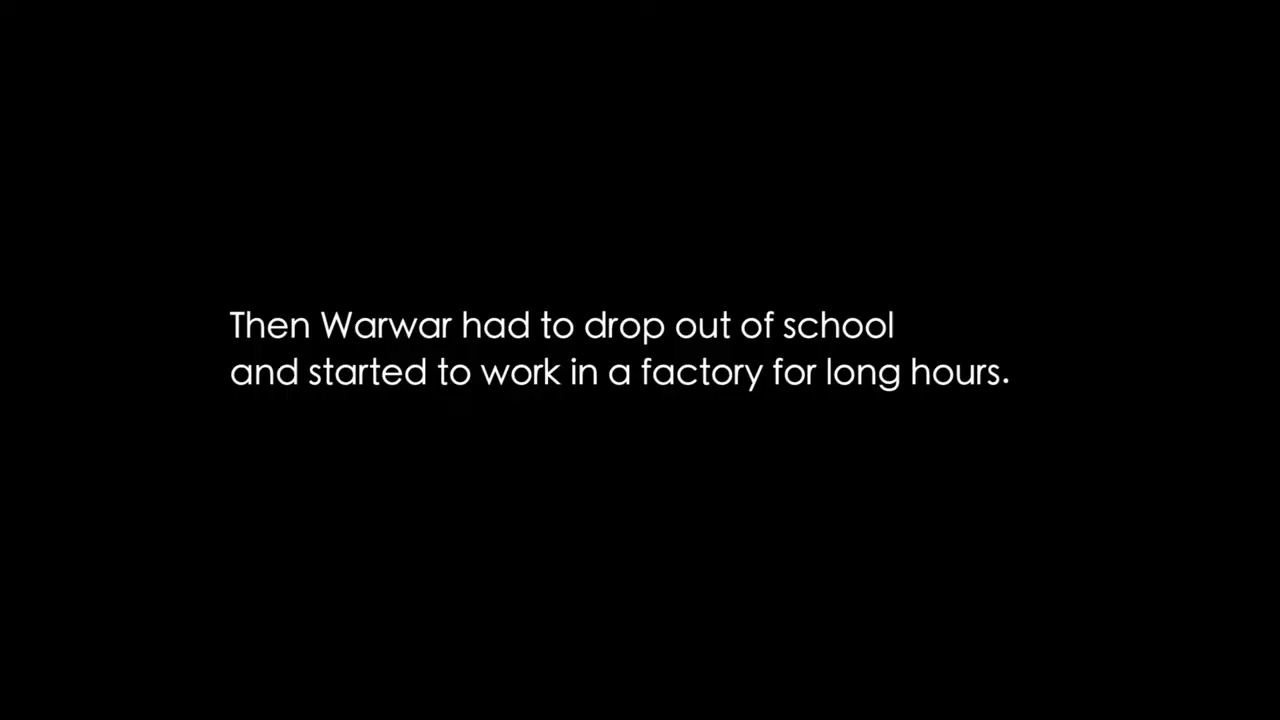 Then Warwar had to drop out of school
and started to work in a factory for long hours.